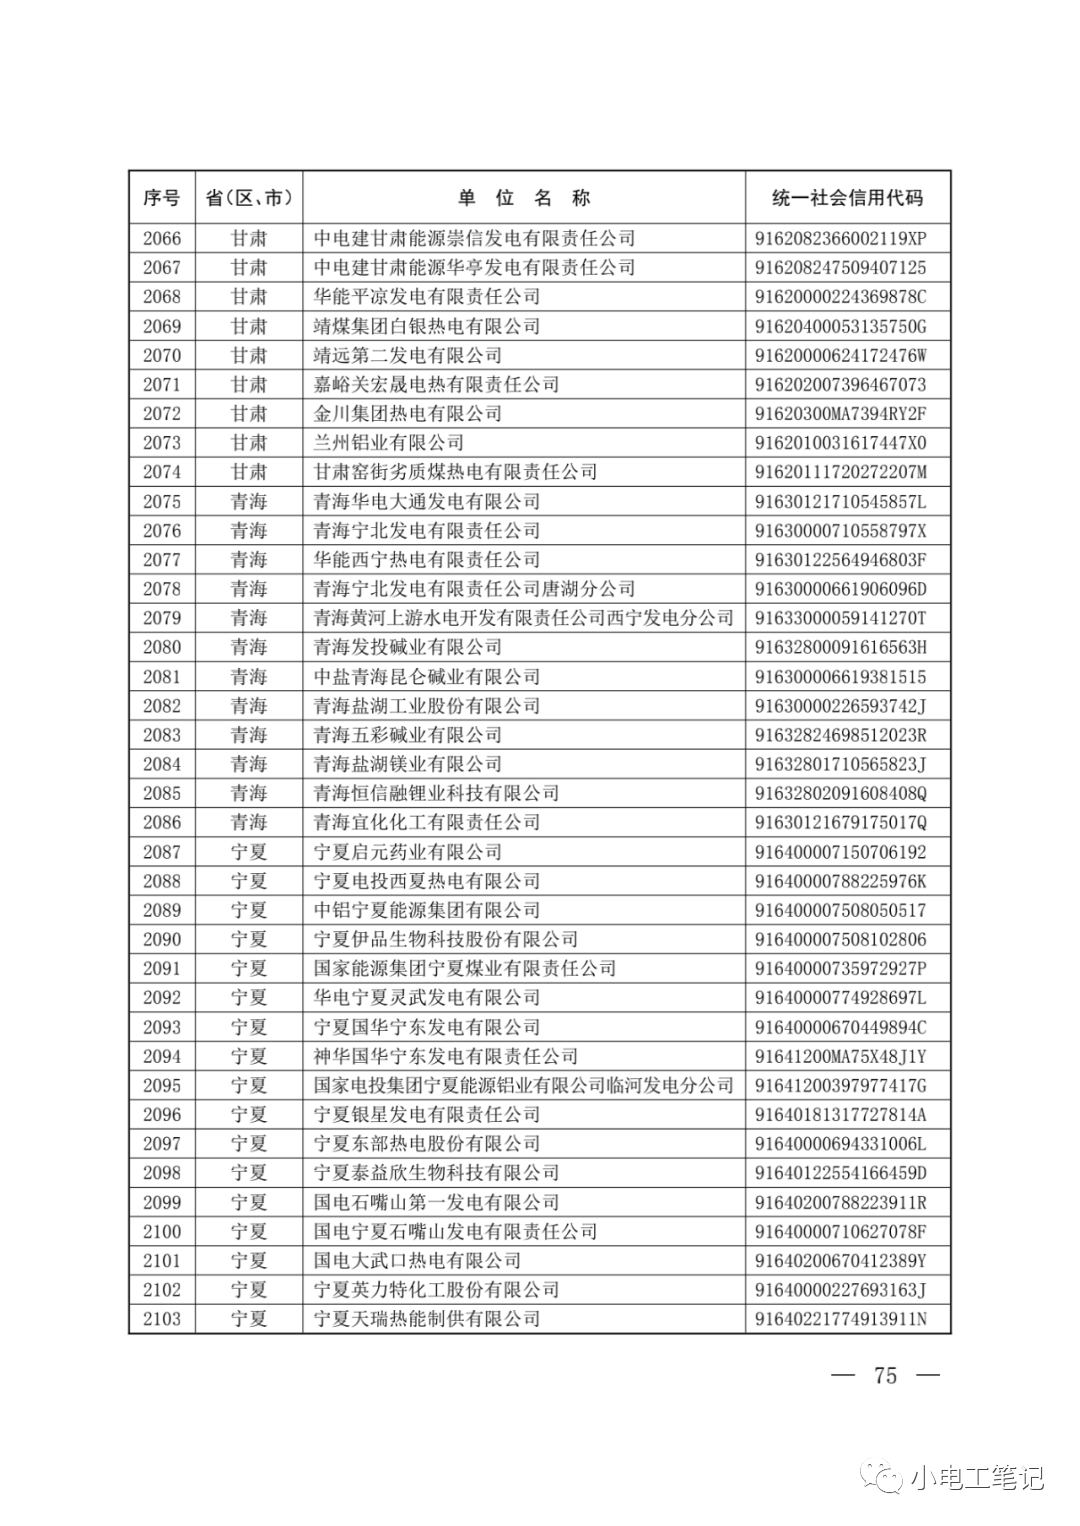 序号 省(区、市) 单 位 名 称 统一社会信用代码
2066 甘肃 中电建甘肃能源崇信发电有限责任公司 9162082366002119XP
2067 甘肃 中电建甘肃能源华亭发电有限责任公司 916208247509407125
2068 甘肃 华能平凉发电有限责任公司 91620000224369878C
2069 甘肃 靖煤集团白银热电有限公司 91620400053135750G
2070 甘肃 靖远第二发电有限公司 91620000624172476W
2071 甘肃 嘉峪关宏晟电热有限责任公司 916202007396467073
2072 甘肃 金川集团热电有限公司 91620300MA7394RY2F
2073 甘肃 兰州铝业有限公司 9162010031617447X0
2074 甘肃 甘肃窑街劣质煤热电有限责任公司 91620111720272207M
2075 青海 青海华电大通发电有限公司 91630121710545857L
2076 青海 青海宁北发电有限责任公司 91630000710558797X
2077 青海 华能西宁热电有限责任公司 91630122564946803F
2078 青海 青海宁北发电有限责任公司唐湖分公司 91630000661906096D
2079 青海 青海黄河上游水电开发有限责任公司西宁发电分公司 91633000059141270T
2080 青海 青海发投碱业有限公司 91632800091616563H
2081 青海 中盐青海昆仑碱业有限公司 916300006619381515
2082 青海 青海盐湖工业股份有限公司 91630000226593742J
2083 青海 青海五彩碱业有限公司 91632824698512023R
2084 青海 青海盐湖镁业有限公司 91632801710565823J
2085 青海 青海恒信融锂业科技有限公司 91632802091608408Q
2086 青海 青海宜化化工有限责任公司 91630121679175017Q
2087 宁夏 宁夏启元药业有限公司 916400007150706192
2088 宁夏 宁夏电投西夏热电有限公司 91640000788225976K
2089 宁夏 中铝宁夏能源集团有限公司 916400007508050517
2090 宁夏 宁夏伊品生物科技股份有限公司 916400007508102806
2091 宁夏 国家能源集团宁夏煤业有限责任公司 91640000735972927P
2092 宁夏 华电宁夏灵武发电有限公司 91640000774928697L
2093 宁夏 宁夏国华宁东发电有限公司 91640000670449894C
2094 宁夏 神华国华宁东发电有限责任公司 91641200MA75X48J1Y
2095 宁夏 国家电投集团宁夏能源铝业有限公司临河发电分公司 91641200397977417G
2096 宁夏 宁夏银星发电有限责任公司 91640181317727814A
2097 宁夏 宁夏东部热电股份有限公司 91640000694331006L
2098 宁夏 宁夏泰益欣生物科技有限公司 91640122554166459D
2099 宁夏 国电石嘴山第一发电有限公司 91640200788223911R
2100 宁夏 国电宁夏石嘴山发电有限责任公司 91640000710627078F
2101 宁夏 国电大武口热电有限公司 91640200670412389Y
2102 宁夏 宁夏英力特化工股份有限公司 91640000227693163J
2103 宁夏 宁夏天瑞热能制供有限公司 91640221774913911N
— 75 —
小电工笔记